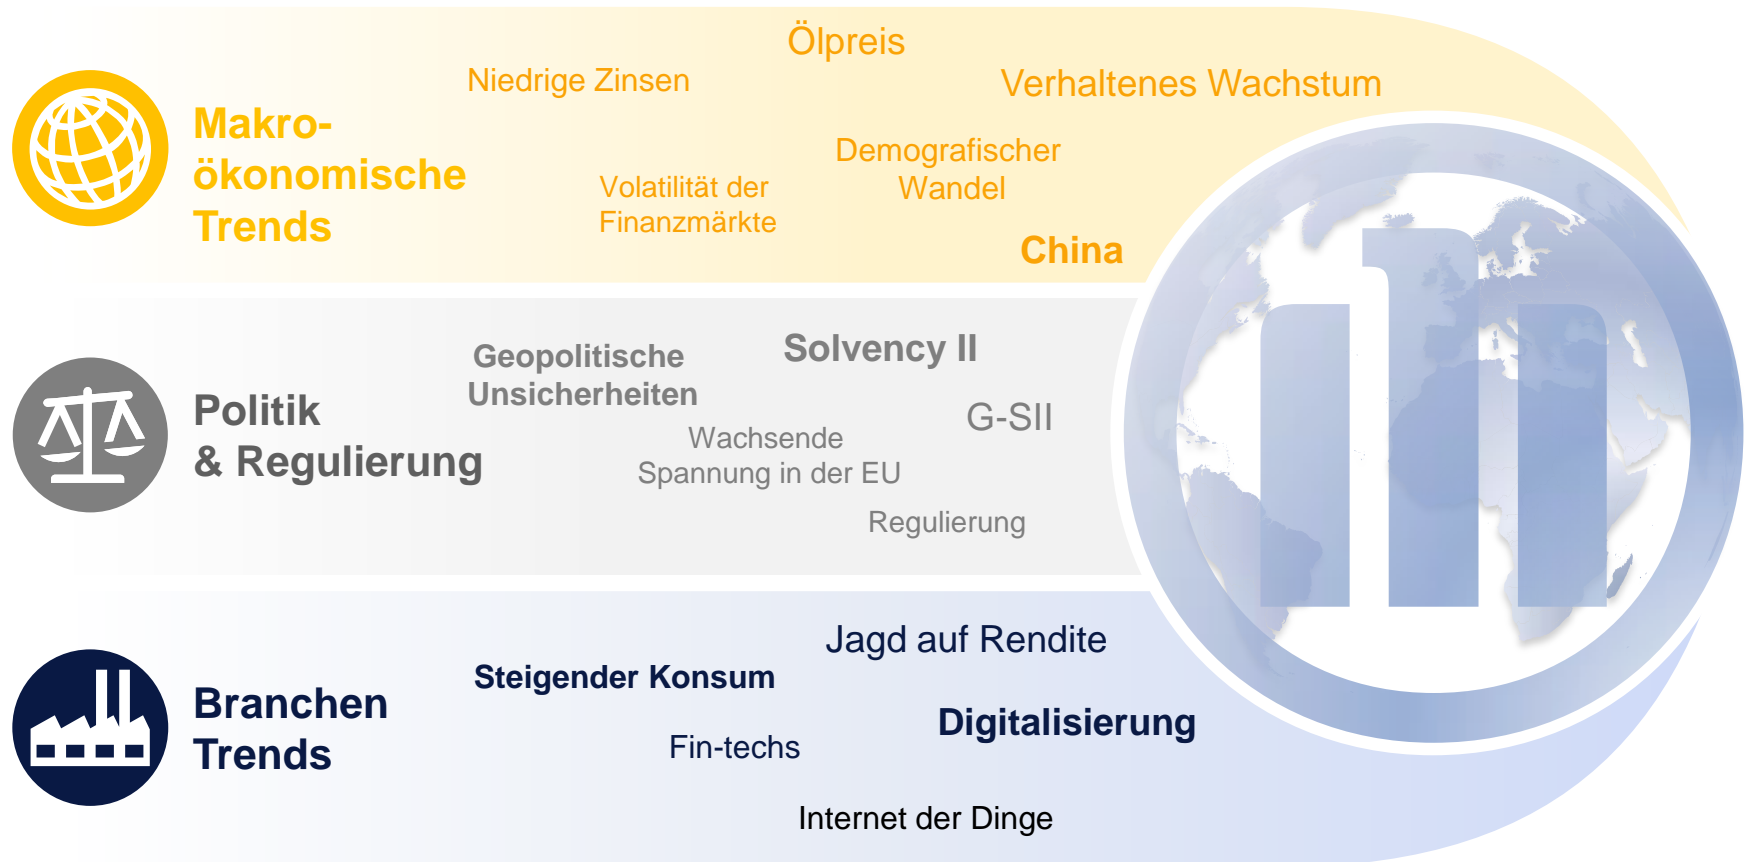 Makro-
ökonomische
Trends
Ölpreis
Niedrige Zinsen
Verhaltenes Wachstum
Demografischer
Wandel
Volatilität der
Finanzmärkte
China
Politik
& Regulierung
Geopolitische
Unsicherheiten
Solvency II
G-SII
Wachsende
Spannung in der EU
Regulierung
Branchen
Trends
Jagd auf Rendite
Steigender Konsum
Digitalisierung
Fin-techs
Internet der Dinge